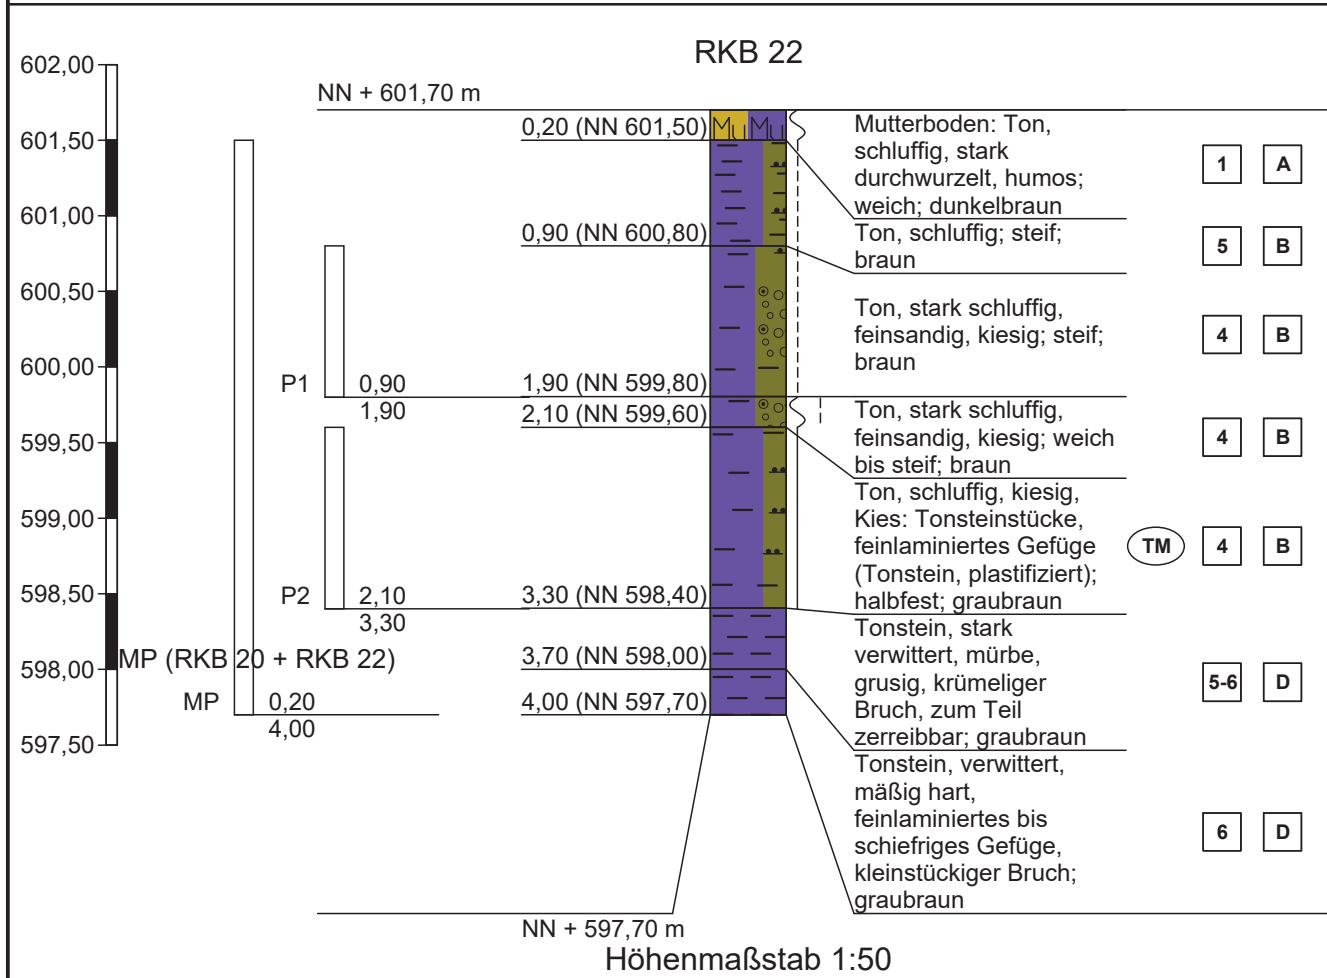 RKB 22
602,00
601,50
601,00
600,50
600,00
599,50
599,00
598,50
598,00
597,50
NN + 601,70 m
0,20 (NN 601,50)
0,90 (NN 600,80)
1,90 (NN 599,80)
2,10 (NN 599,60)
3,30 (NN 598,40)
3,70 (NN 598,00)
4,00 (NN 597,70)
P1 0,90
1,90
P2 2,10
3,30
MP (RKB 20 + RKB 22)
MP 0,20
4,00
Mu Mu
Mutterboden: Ton,
schluffig, stark
durchwurzelt, humos;
weich; dunkelbraun
1 A
Ton, schluffig; steif;
braun
5 B
Ton, stark schluffig,
feinsandig, kiesig; steif;
braun
4 B
Ton, stark schluffig,
feinsandig, kiesig; weich
bis steif; braun
4 B
Ton, schluffig, kiesig,
Kies: Tonsteinstücke,
feinlaminiertes Gefüge
(Tonstein, plastifiziert);
halbfest; graubraun
TM 4 B
Tonstein, stark
verwittert, mürbe,
grusig, krümeliger
Bruch, zum Teil
zerreibbar; graubraun
5-6 D
Tonstein, verwittert,
mäßig hart,
feinlaminiertes bis
schiefriges Gefüge,
kleinstückiger Bruch;
graubraun
6 D
NN + 597,70 m
Höhenmaßstab 1:50